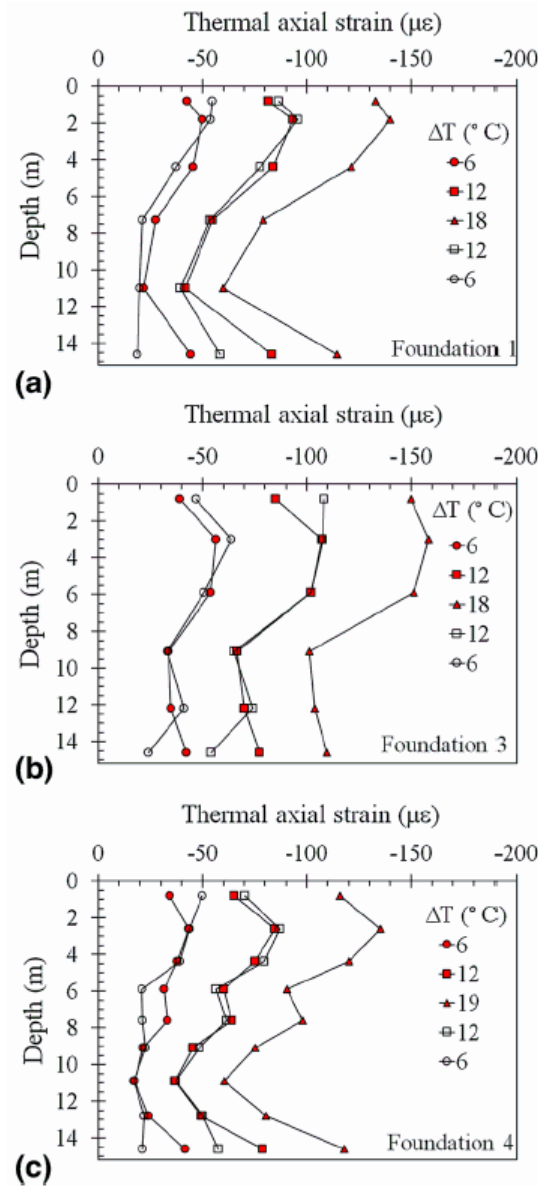 Thermal axial strain (με)
0 -50 -100 -150 -200
0
2
4
6
8
10
12
14
Depth (m)
ΔT (° C)
6
12
18
12
6
Foundation 1
(a)
Thermal axial strain (με)
0 -50 -100 -150 -200
0
2
4
6
8
10
12
14
Depth (m)
ΔT (° C)
6
12
18
12
6
Foundation 3
(b)
Thermal axial strain (με)
0 -50 -100 -150 -200
0
2
4
6
8
10
12
14
Depth (m)
ΔT (° C)
6
12
19
12
6
Foundation 4
(c)